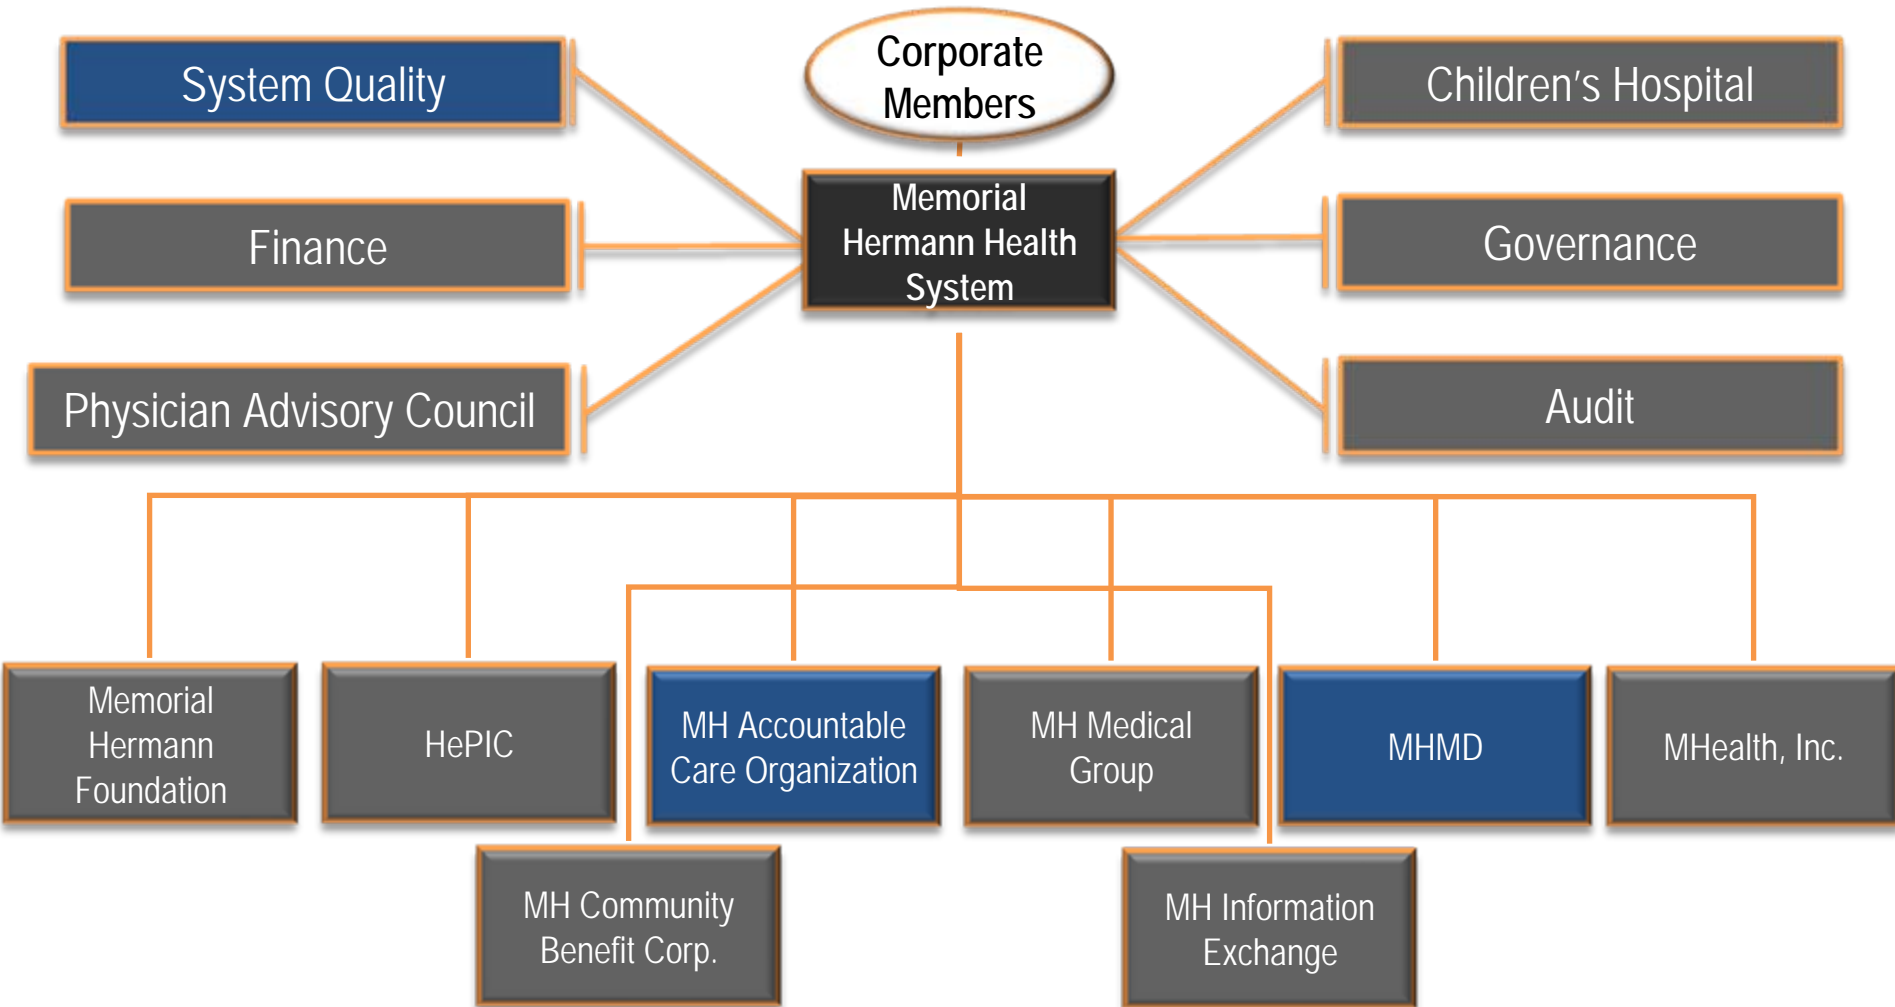 Corporate
Members
System Quality
Children's Hospital
Memorial
Hermann Health
System
Finance
Governance
Physician Advisory Council
Audit
Memorial
Hermann
Foundation
HePIC
MH Accountable
Care Organization
MH Medical
Group
MHMD
MHealth, Inc.
MH Community
Benefit Corp.
MH Information
Exchange